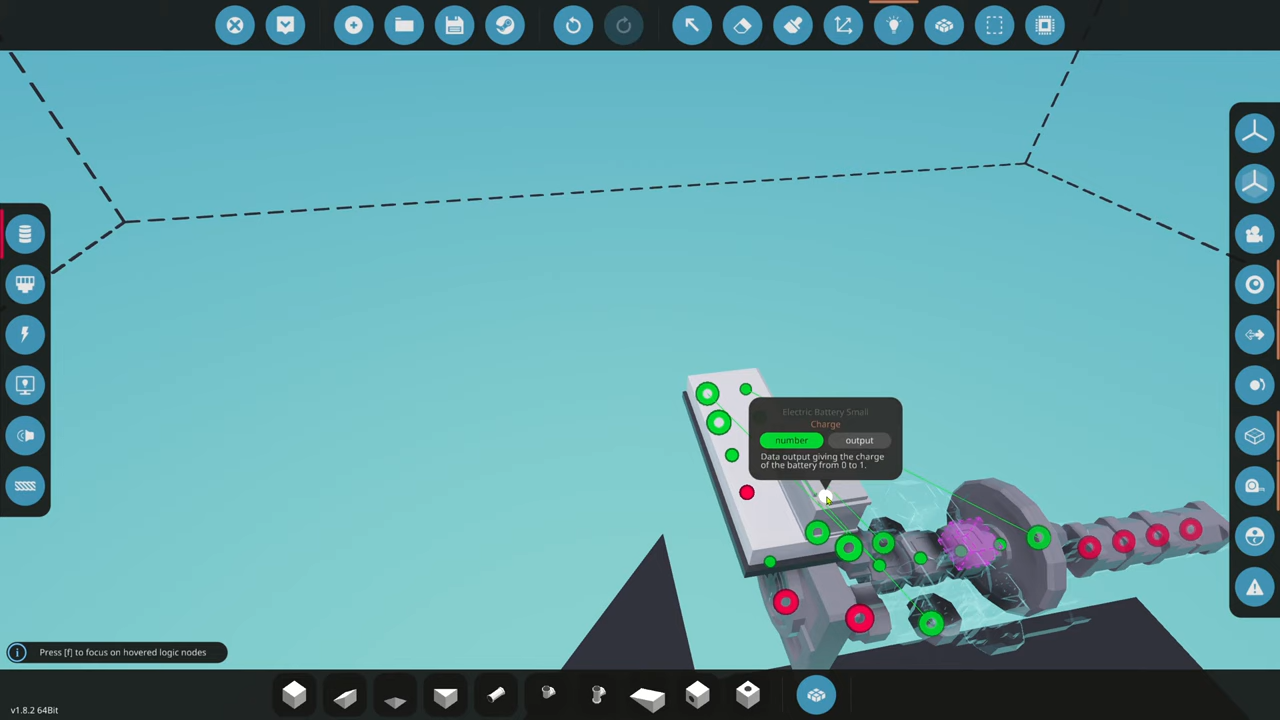 Electric Battery Small
Charge
number output
Data output giving the charge
of the battery from 0 to 1.
Press [f] to focus on hovered logic nodes
v1.8.2 64Bit